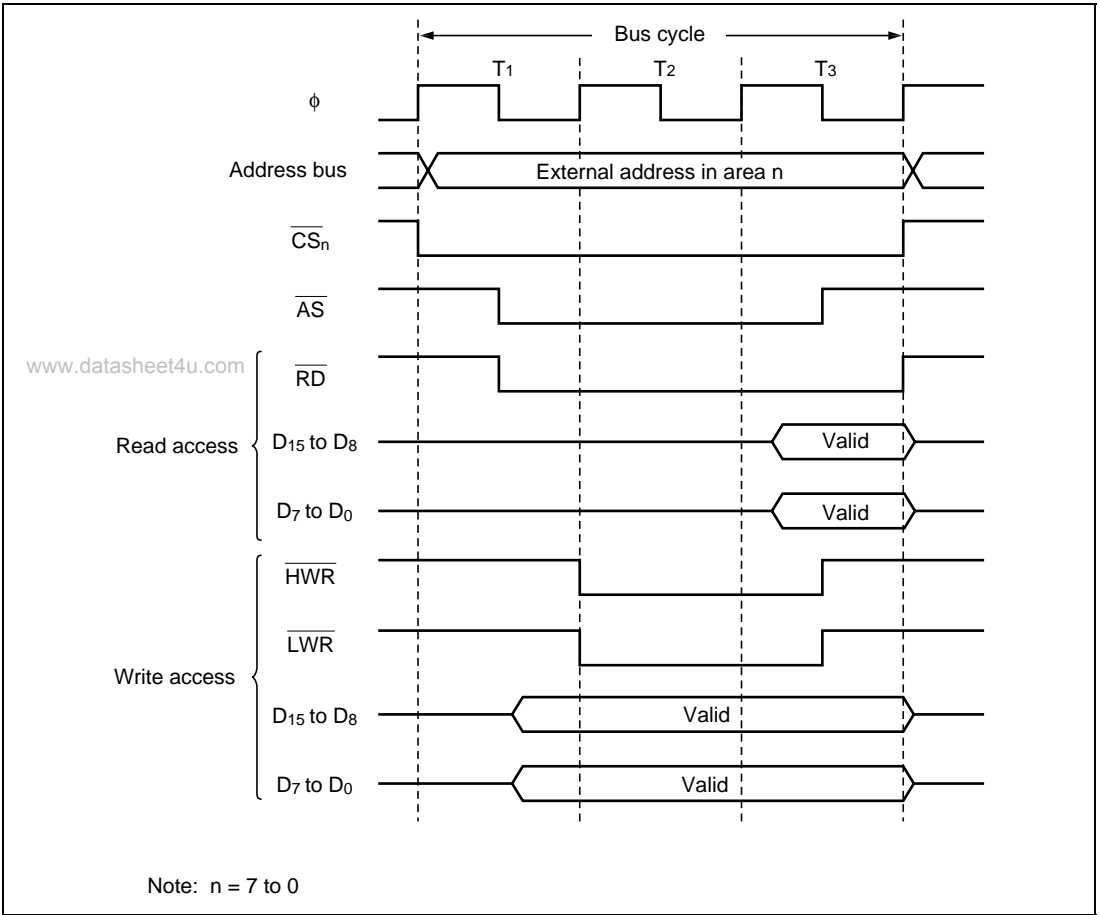 Bus cycle
T1 T2 T3
φ
Address bus External address in area n
CSn
AS
www.datasheet4u.com
RD
Read access
D15 to D8 Valid
D7 to D0 Valid
HWR
LWR
Write access
D15 to D8 Valid
D7 to D0 Valid
Note: n = 7 to 0